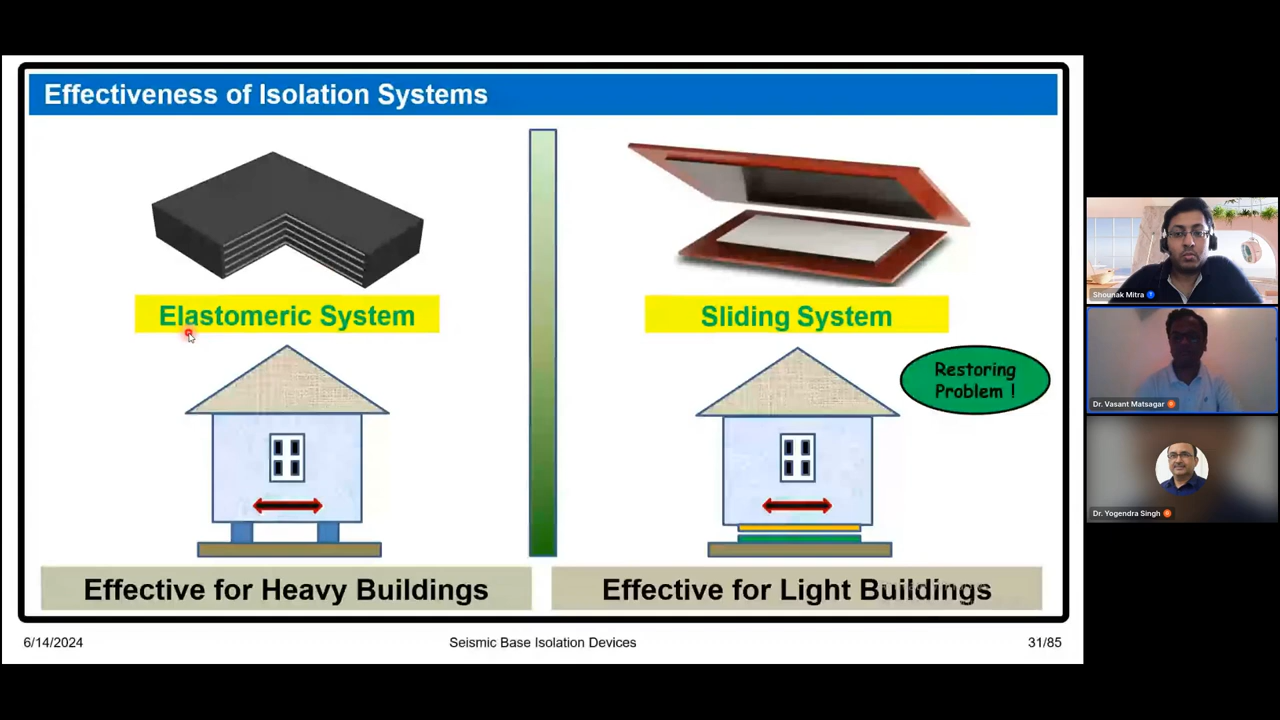 Effectiveness of Isolation Systems
Elastomeric System
Sliding System
Restoring
Problem !
Effective for Heavy Buildings
Effective for Light Buildings
6/14/2024
Seismic Base Isolation Devices
31/85
Shounak Mitra
Dr. Vasant Matsagar
Dr. Yogendra Singh